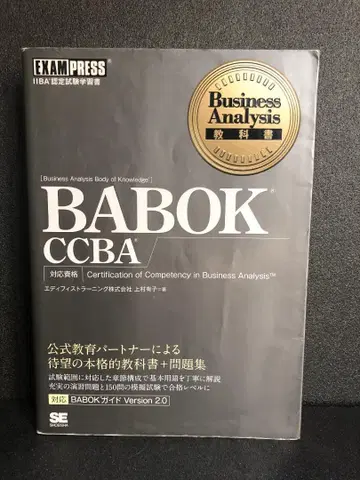 EXAMPRESS®
IIBA®認定試験学習書
Business
Analysis
教科書
[Business Analysis Body of Knowledge®]
BABOK®
CCBA®
対応資格 Certification of Competency in Business Analysis™
エディフィストラーニング株式会社 上村有子=著
公式教育パートナーによる
待望の本格的教科書+問題集
試験範囲に対応した章節構成で基本用語を丁寧に解説
充実の演習問題と150問の模擬試験で合格レベルに
対応 BABOK®ガイド Version 2.0
SE
SHOEISHA